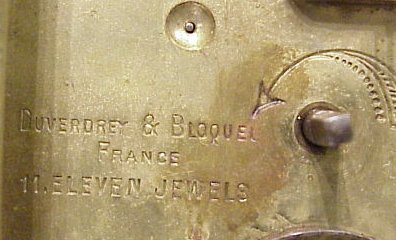 DUVERDREY & BLOQUEL
FRANCE
11.ELEVEN JEWELS